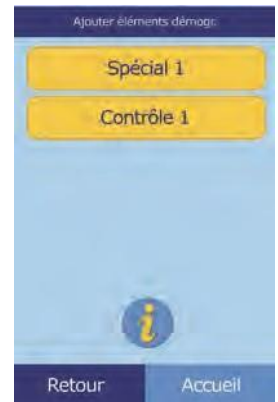 Ajouter éléments démogr.
Spécial 1
Contrôle 1
i
Retour
Accueil